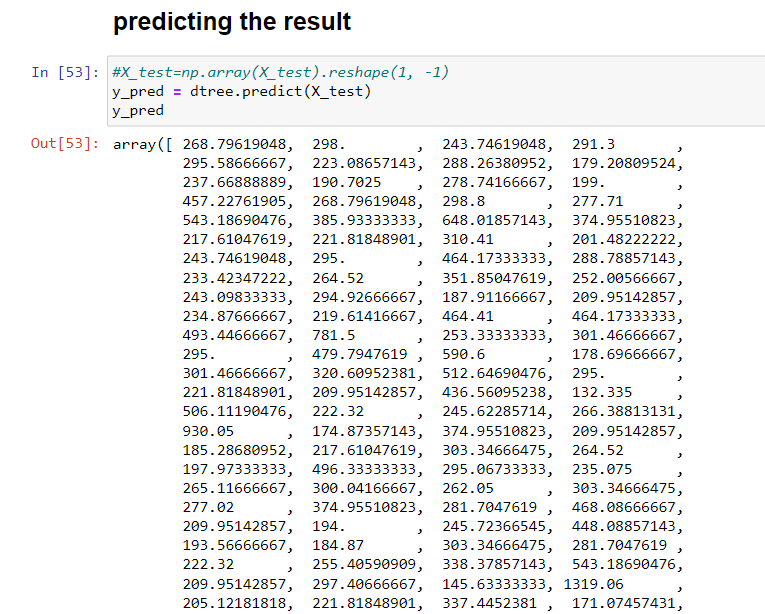 predicting the result
In [53]: #X_test=np.array(X_test).reshape(1, -1)
y_pred = dtree.predict(X_test)
y_pred
Out[53]: array([ 268.79619048,  298.        ,  243.74619048,  291.3       ,
295.58666667,  223.08657143,  288.26380952,  179.20809524,
237.66888889,  190.7025    ,  278.74166667,  199.        ,
457.22761905,  268.79619048,  298.8       ,  277.71      ,
543.18690476,  385.93333333,  648.01857143,  374.95510823,
217.61047619,  221.81848901,  310.41      ,  201.48222222,
243.74619048,  295.        ,  464.17333333,  288.78857143,
233.42347222,  264.52      ,  351.85047619,  252.00566667,
243.09833333,  294.92666667,  187.91166667,  209.95142857,
234.87666667,  219.61416667,  464.41      ,  464.17333333,
493.44666667,  781.5       ,  253.33333333,  301.46666667,
295.        ,  479.7947619 ,  590.6       ,  178.69666667,
301.46666667,  320.60952381,  512.64690476,  295.        ,
221.81848901,  209.95142857,  436.56095238,  132.335     ,
506.11190476,  222.32      ,  245.62285714,  266.38813131,
930.05      ,  174.87357143,  374.95510823,  209.95142857,
185.28680952,  217.61047619,  303.34666475,  264.52      ,
197.97333333,  496.33333333,  295.06733333,  235.075     ,
265.11666667,  300.04166667,  262.05      ,  303.34666475,
277.02      ,  374.95510823,  281.7047619 ,  468.08666667,
209.95142857,  194.        ,  245.72366545,  448.08857143,
193.56666667,  184.87      ,  303.34666475,  281.7047619 ,
222.32      ,  255.40590909,  338.37857143,  543.18690476,
209.95142857,  297.40666667,  145.63333333, 1319.06      ,
205.12181818,  221.81848901,  337.4452381 ,  171.07457431,